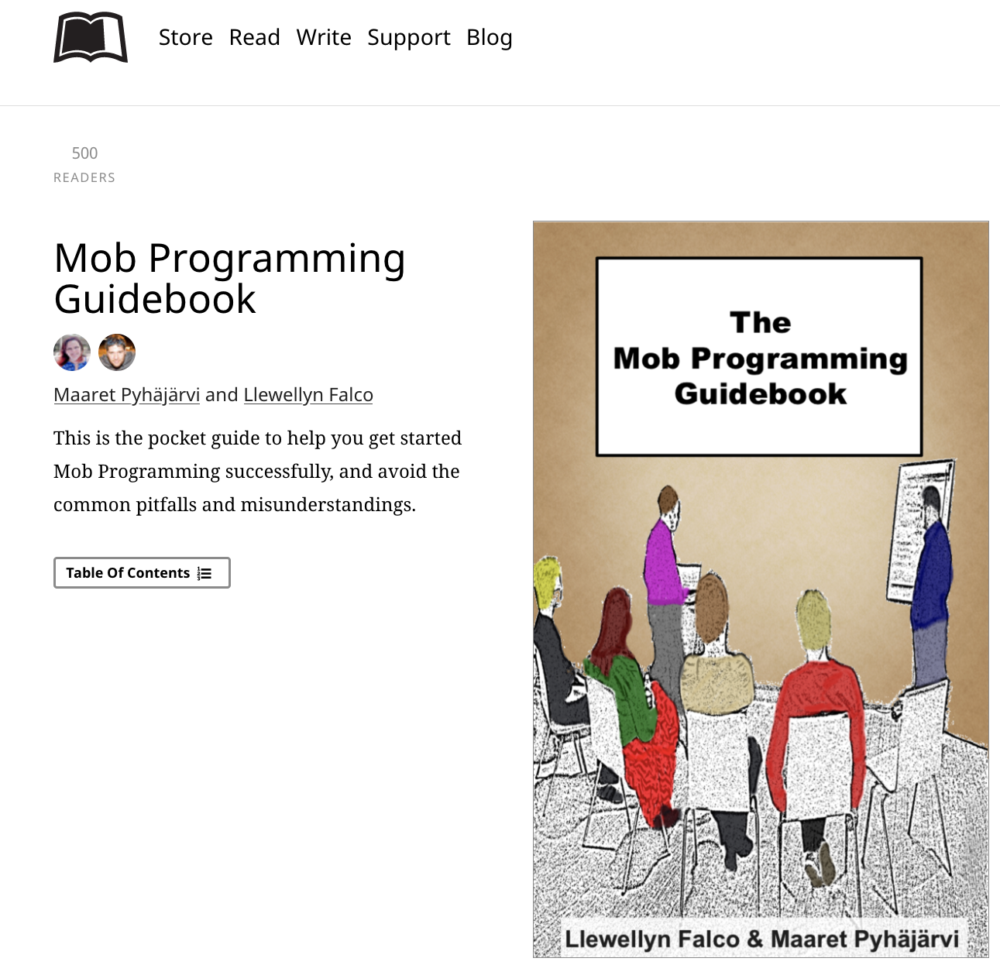 Store Read Write Support Blog
500
READERS
Mob Programming
Guidebook
Maaret Pyhäjärvi and Llewellyn Falco
This is the pocket guide to help you get started
Mob Programming successfully, and avoid the
common pitfalls and misunderstandings.
Table Of Contents
The
Mob Programming
Guidebook
Llewellyn Falco & Maaret Pyhäjärvi